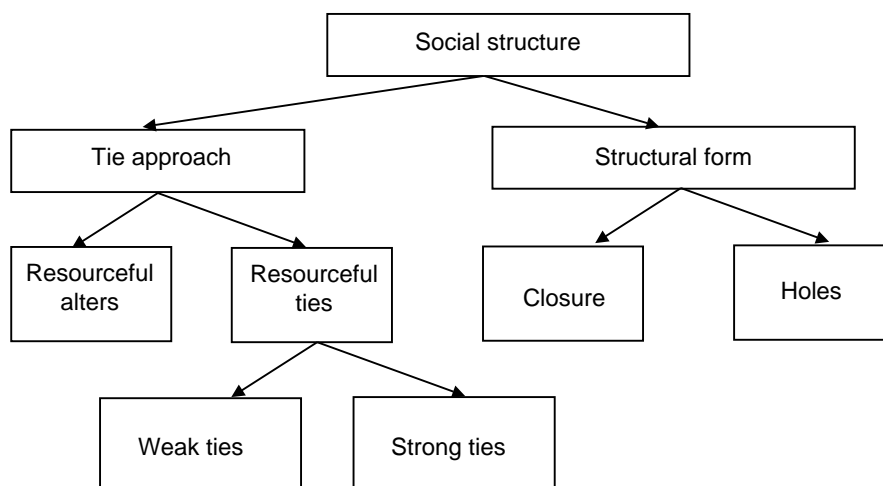 Social structure
Tie approach
Structural form
Resourceful
alters
Resourceful
ties
Closure
Holes
Weak ties
Strong ties